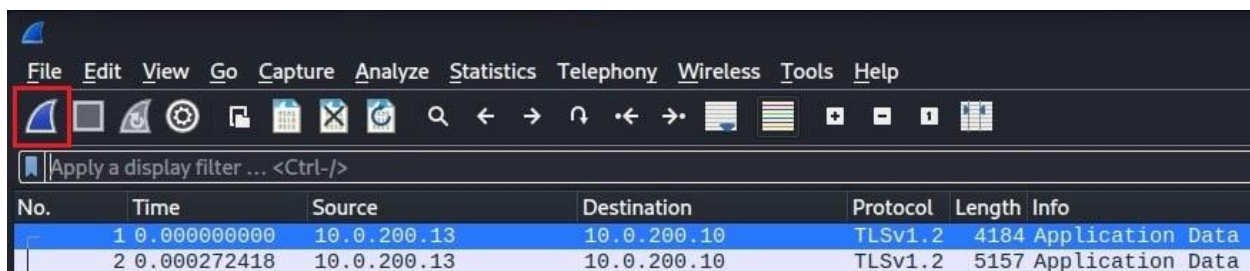 File Edit View Go Capture Analyze Statistics Telephony Wireless Tools Help
Apply a display filter ... <Ctrl-/>
No. Time Source Destination Protocol Length Info
1 0.000000000 10.0.200.13 10.0.200.10 TLSv1.2 4184 Application Data
2 0.000272418 10.0.200.13 10.0.200.10 TLSv1.2 5157 Application Data